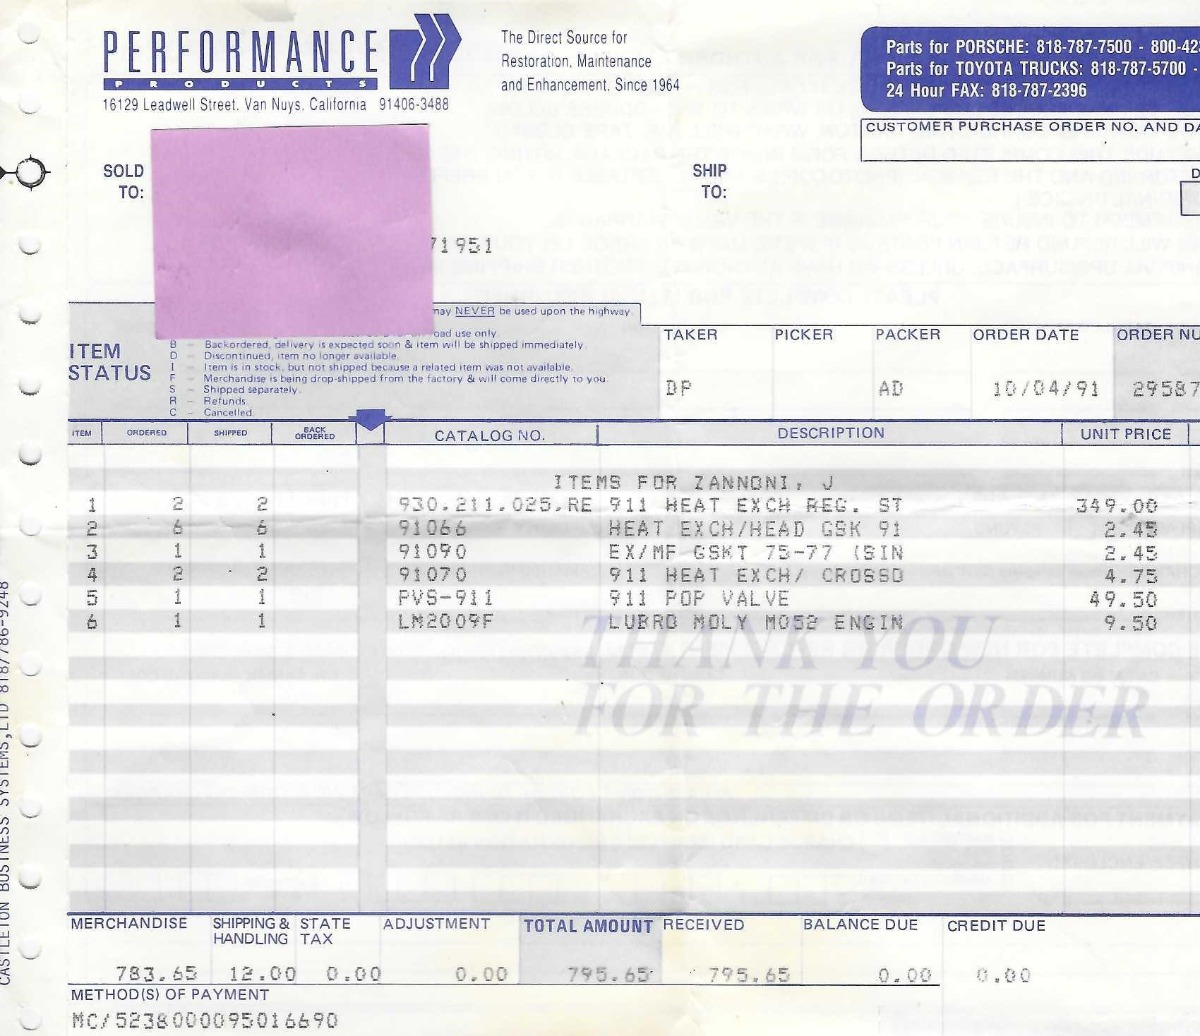 PERFORMANCE
PRODUCTS
16129 Leadwell Street, Van Nuys, California 91406-3488
The Direct Source for
Restoration, Maintenance
and Enhancement. Since 1964
Parts for PORSCHE: 818-787-7500 - 800-42
Parts for TOYOTA TRUCKS: 818-787-5700 -
24 Hour FAX: 818-787-2396
CUSTOMER PURCHASE ORDER NO. AND DA
SOLD
TO:
71951
SHIP
TO:
D
may NEVER be used upon the highway.
road use only.
ITEM
STATUS
B – Backordered, delivery is expected soon & item will be shipped immediately.
D – Discontinued, item no longer available.
I – Item is in stock, but not shipped because a related item was not available.
F – Merchandise is being drop-shipped from the factory & will come directly to you.
S – Shipped separately.
R – Refunds.
C – Cancelled.
TAKER PICKER PACKER ORDER DATE ORDER NU
DP AD 10/04/91 29587
ITEM ORDERED SHIPPED BACK ORDERED CATALOG NO. DESCRIPTION UNIT PRICE
ITEMS FOR ZANNONI, J
1 2 2 930.211.025.RE 911 HEAT EXCH REG. ST 349.00
2 6 6 91066 HEAT EXCH/HEAD GSK 91 2.45
3 1 1 91090 EX/MF GSKT 75-77 (SIN 2.45
4 2 2 91070 911 HEAT EXCH/ CROSSO 4.75
5 1 1 PVS-911 911 POP VALVE 49.50
6 1 1 LM2009F LUBRO MOLY MOS2 ENGIN 9.50
THANK YOU
FOR THE ORDER
CASTLETON BUSINESS SYSTEMS,LTD 818/786-9248
MERCHANDISE SHIPPING & HANDLING STATE TAX ADJUSTMENT TOTAL AMOUNT RECEIVED BALANCE DUE CREDIT DUE
783.65 12.00 0.00 0.00 795.65 795.65 0.00 0.00
METHOD(S) OF PAYMENT
MC/5238000095016690